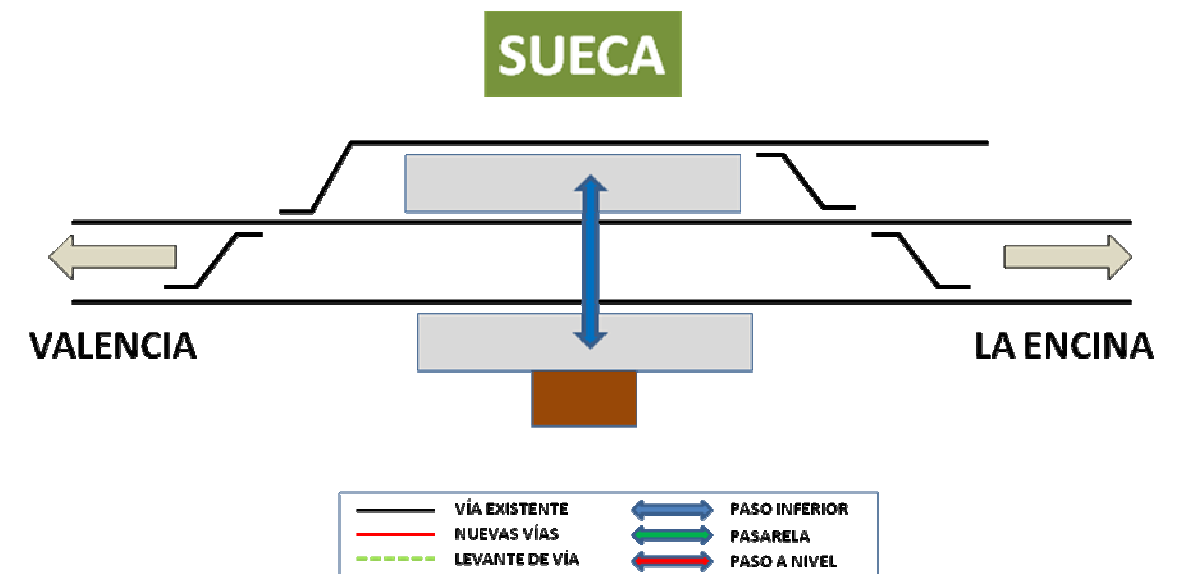 SUECA
VALENCIA
LA ENCINA
VÍA EXISTENTE
PASO INFERIOR
NUEVAS VÍAS
PASARELA
LEVANTE DE VÍA
PASO A NIVEL